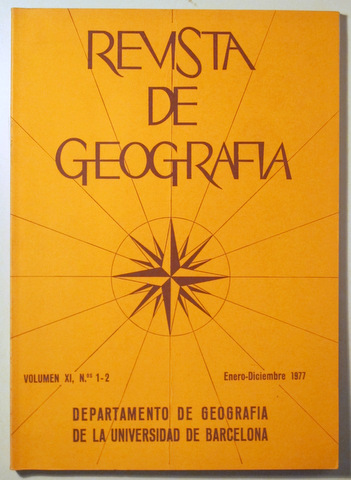 REVISTA
DE
GEOGRAFIA
VOLUMEN XI, N.ºs 1-2
Enero-Diciembre 1977
DEPARTAMENTO DE GEOGRAFIA
DE LA UNIVERSIDAD DE BARCELONA